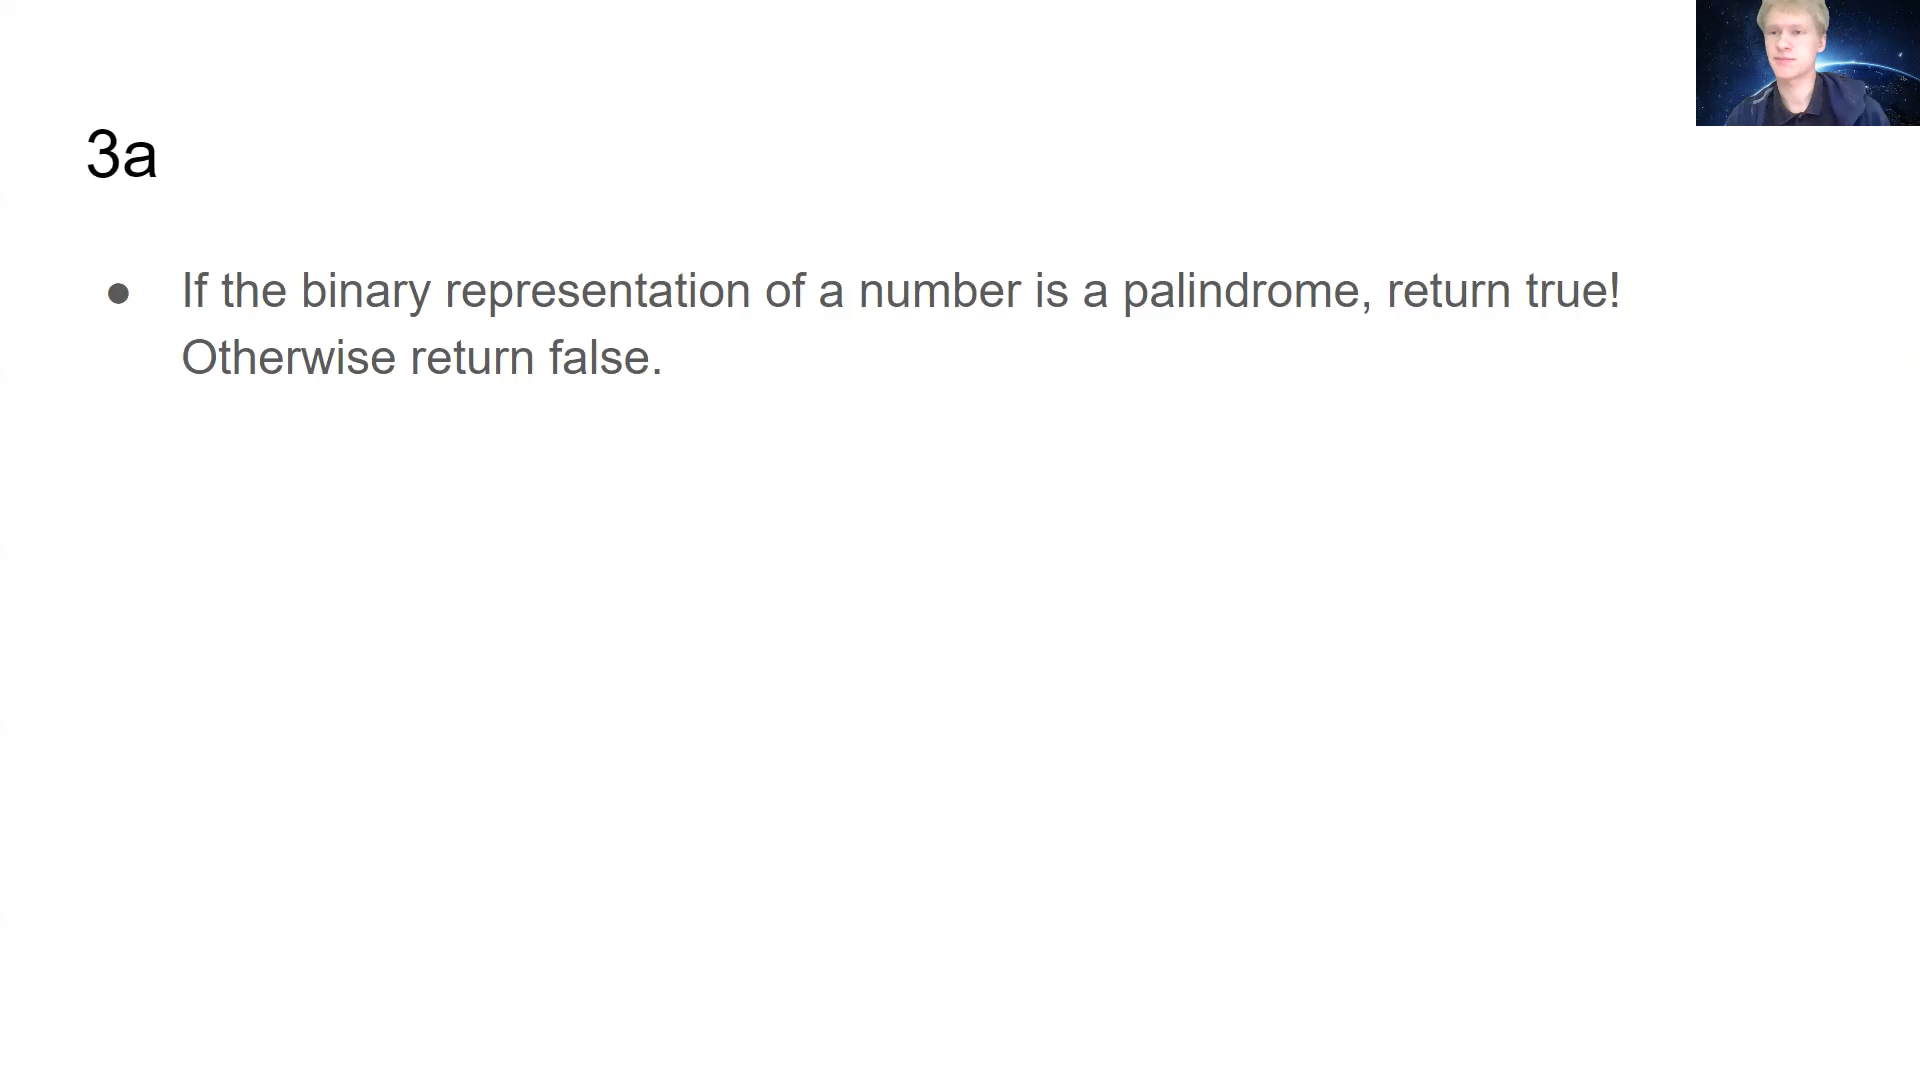 3a
● If the binary representation of a number is a palindrome, return true!
Otherwise return false.